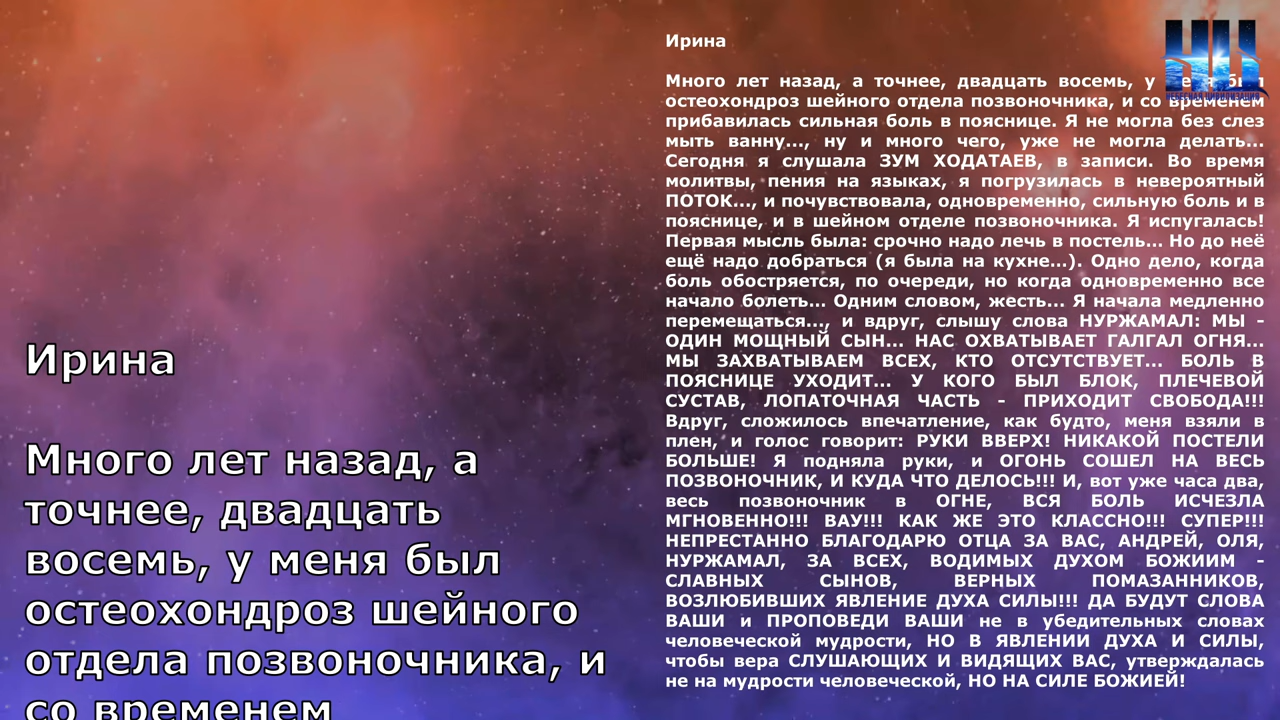 Ирина
Много лет назад, а
точнее, двадцать
восемь, у меня был
остеохондроз шейного
отдела позвоночника, и
со временем
Ирина
Много лет назад, а точнее, двадцать восемь, у меня был
остеохондроз шейного отдела позвоночника, и со временем
прибавилась сильная боль в пояснице. Я не могла без слез
мыть ванну..., ну и много чего, уже не могла делать...
Сегодня я слушала ЗУМ ХОДАТАЕВ, в записи. Во время
молитвы, пения на языках, я погрузилась в невероятный
ПОТОК..., и почувствовала, одновременно, сильную боль и в
пояснице, и в шейном отделе позвоночника. Я испугалась!
Первая мысль была: срочно надо лечь в постель... Но до неё
ещё надо добраться (я была на кухне...). Одно дело, когда
боль обостряется, по очереди, но когда одновременно все
начало болеть... Одним словом, жесть... Я начала медленно
перемещаться..., и вдруг, слышу слова НУРЖАМАЛ: МЫ -
ОДИН МОЩНЫЙ СЫН... НАС ОХВАТЫВАЕТ ГАЛГАЛ ОГНЯ...
МЫ ЗАХВАТЫВАЕМ ВСЕХ, КТО ОТСУТСТВУЕТ... БОЛЬ В
ПОЯСНИЦЕ УХОДИТ... У КОГО БЫЛ БЛОК, ПЛЕЧЕВОЙ
СУСТАВ, ЛОПАТОЧНАЯ ЧАСТЬ - ПРИХОДИТ СВОБОДА!!!
Вдруг, сложилось впечатление, как будто, меня взяли в
плен, и голос говорит: РУКИ ВВЕРХ! НИКАКОЙ ПОСТЕЛИ
БОЛЬШЕ! Я подняла руки, и ОГОНЬ СОШЕЛ НА ВЕСЬ
ПОЗВОНОЧНИК, И КУДА ЧТО ДЕЛОСЬ!!! И, вот уже часа два,
весь позвоночник в ОГНЕ, ВСЯ БОЛЬ ИСЧЕЗЛА
МГНОВЕННО!!! ВАУ!!! КАК ЖЕ ЭТО КЛАССНО!!! СУПЕР!!!
НЕПРЕСТАННО БЛАГОДАРЮ ОТЦА ЗА ВАС, АНДРЕЙ, ОЛЯ,
НУРЖАМАЛ, ЗА ВСЕХ, ВОДИМЫХ ДУХОМ БОЖИИМ -
СЛАВНЫХ СЫНОВ, ВЕРНЫХ ПОМАЗАННИКОВ,
ВОЗЛЮБИВШИХ ЯВЛЕНИЕ ДУХА СИЛЫ!!! ДА БУДУТ СЛОВА
ВАШИ и ПРОПОВЕДИ ВАШИ не в убедительных словах
человеческой мудрости, НО В ЯВЛЕНИИ ДУХА И СИЛЫ,
чтобы вера СЛУШАЮЩИХ И ВИДЯЩИХ ВАС, утверждалась
не на мудрости человеческой, НО НА СИЛЕ БОЖИЕЙ!
НЦ
НЕБЕСНАЯ ЦИВИЛИЗАЦИЯ